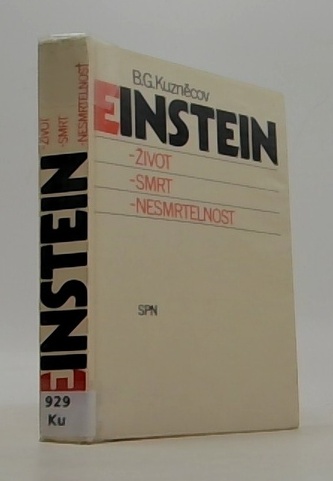 B.G.Kuzněcov
EINSTEIN
-ŽIVOT
-SMRT
-NESMRTELNOST
SPN
EINSTEIN
-ŽIVOT
-SMRT
-NESMRTELNOST
929
Ku